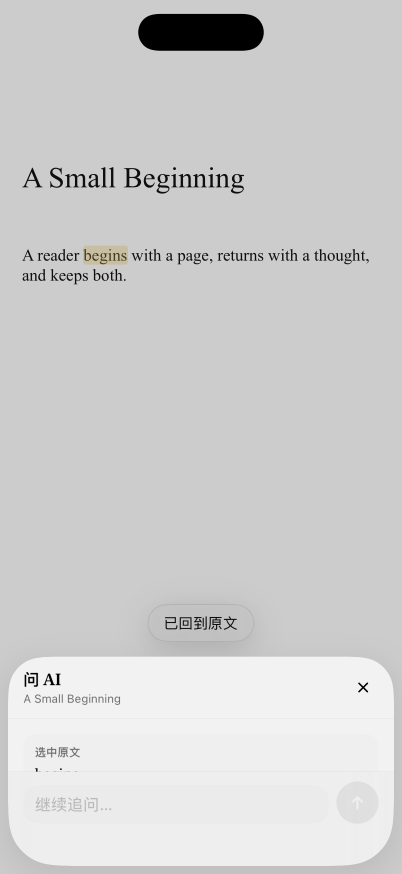 A Small Beginning
A reader begins with a page, returns with a thought,
and keeps both.
已回到原文
问 AI
A Small Beginning
选中原文
继续追问...